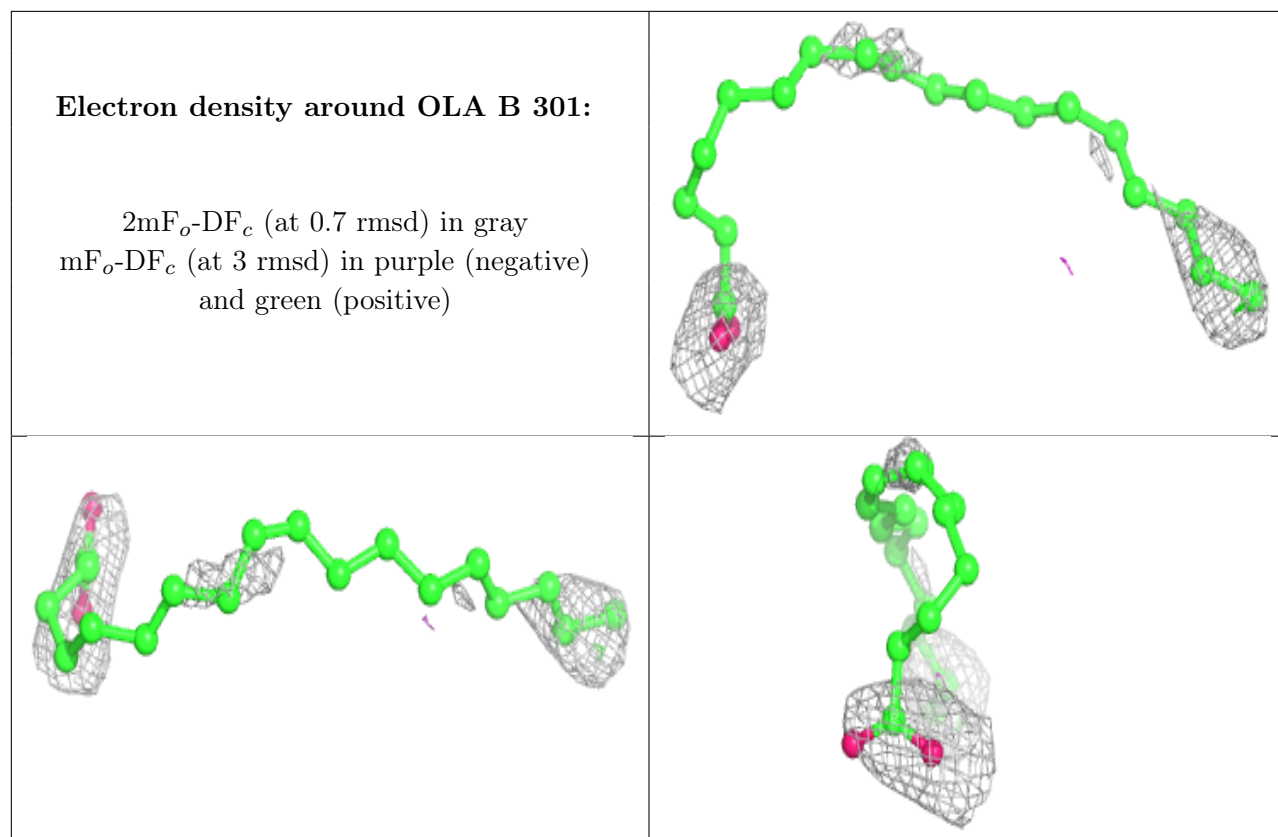 Electron density around OLA B 301:
2mFₒ-DF𝒸 (at 0.7 rmsd) in gray
mFₒ-DF𝒸 (at 3 rmsd) in purple (negative)
and green (positive)